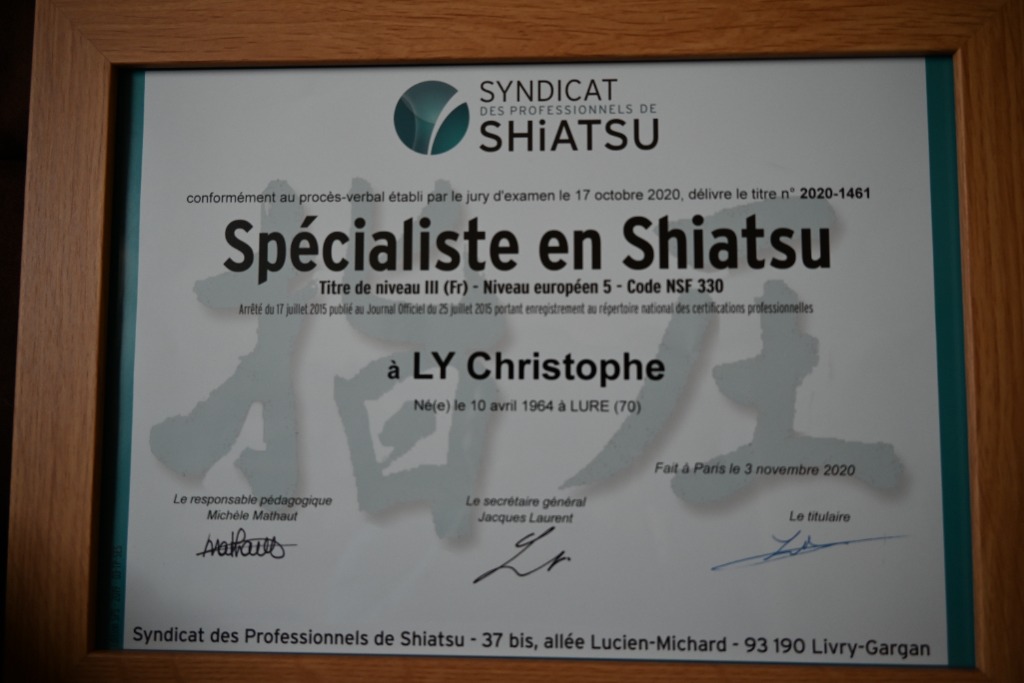 SYNDICAT
DES PROFESSIONNELS DE
SHiATSU
conformément au procès-verbal établi par le jury d'examen le 17 octobre 2020, délivre le titre n° 2020-1461
Spécialiste en Shiatsu
Titre de niveau III (Fr) - Niveau européen 5 - Code NSF 330
Arrêté du 17 juillet 2015 publié au Journal Officiel du 25 juillet 2015 portant enregistrement au répertoire national des certifications professionnelles
à LY Christophe
Né(e) le 10 avril 1964 à LURE (70)
指圧
Fait à Paris le 3 novembre 2020
Le responsable pédagogique
Michèle Mathaut
Mathaut
Le secrétaire général
Jacques Laurent
Le titulaire
Syndicat des Professionnels de Shiatsu - 37 bis, allée Lucien-Michard - 93 190 Livry-Gargan